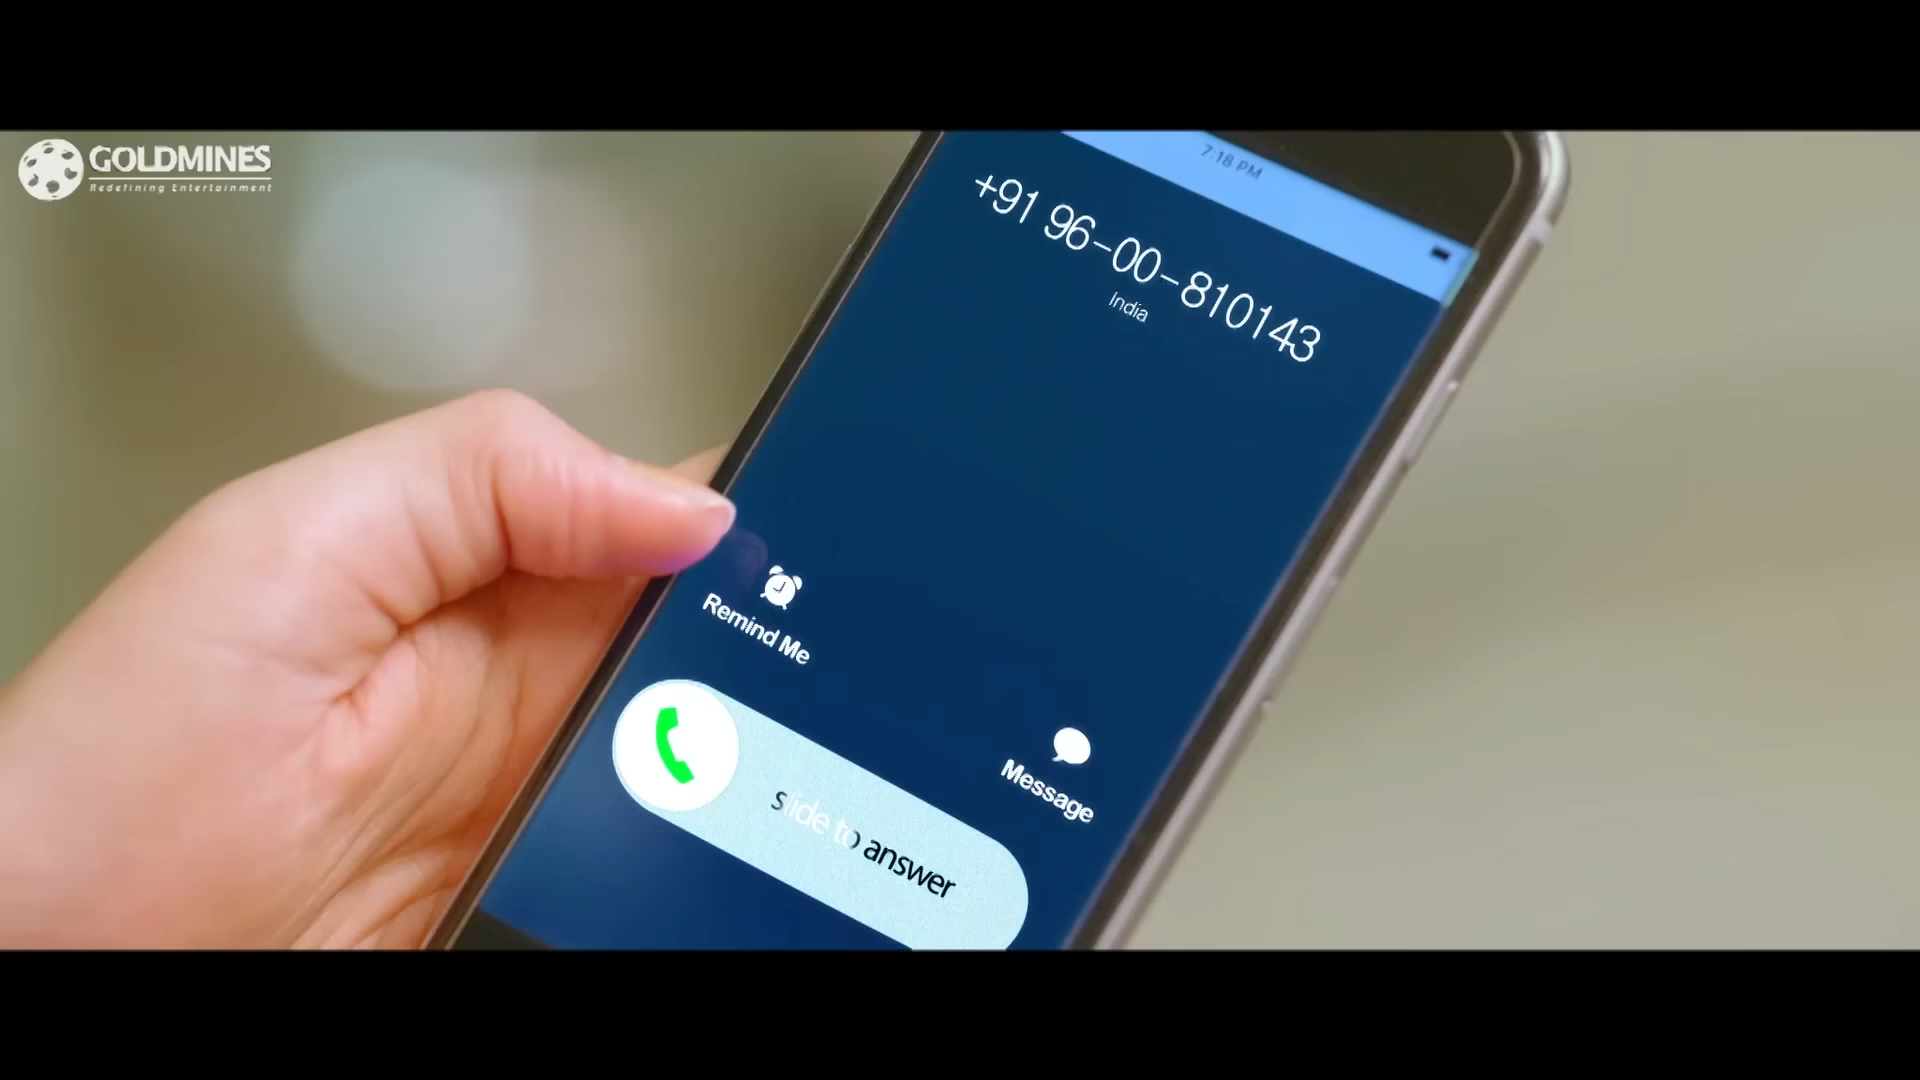 GOLDMINES
Redefining Entertainment
7:18 PM
+91 96-00-810143
india
Remind Me
Message
slide to answer